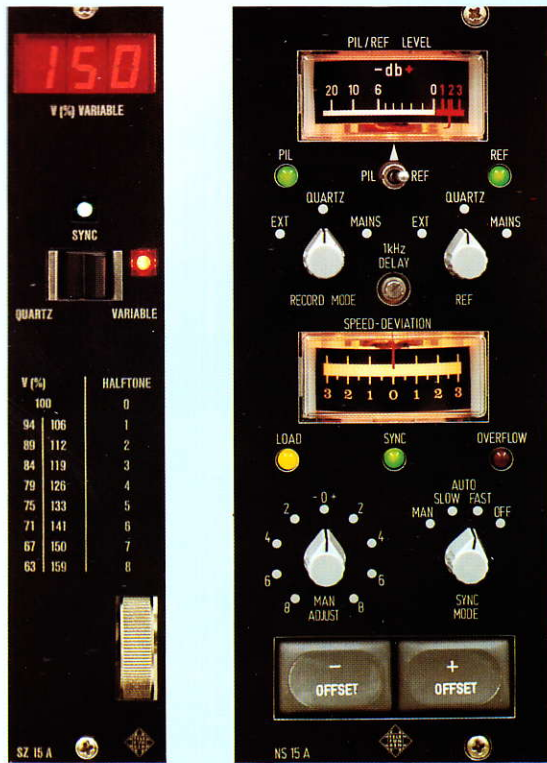 150
V (%) VARIABLE
SYNC
QUARTZ VARIABLE
V (%) HALFTONE
100 0
94 106 1
89 112 2
84 119 3
79 126 4
75 133 5
71 141 6
67 150 7
63 159 8
SZ 15 A
PIL/REF LEVEL
-db+
20 10 6 0 1 2 3
PIL PIL REF REF
QUARTZ QUARTZ
EXT MAINS EXT MAINS
1kHz
DELAY
RECORD MODE REF
SPEED-DEVIATION
3 2 1 0 1 2 3
LOAD SYNC OVERFLOW
- 0 + AUTO
2 2 SLOW FAST
MAN OFF
4 4
6 6
8 8
MAN SYNC
ADJUST MODE
- +
OFFSET OFFSET
NS 15 A